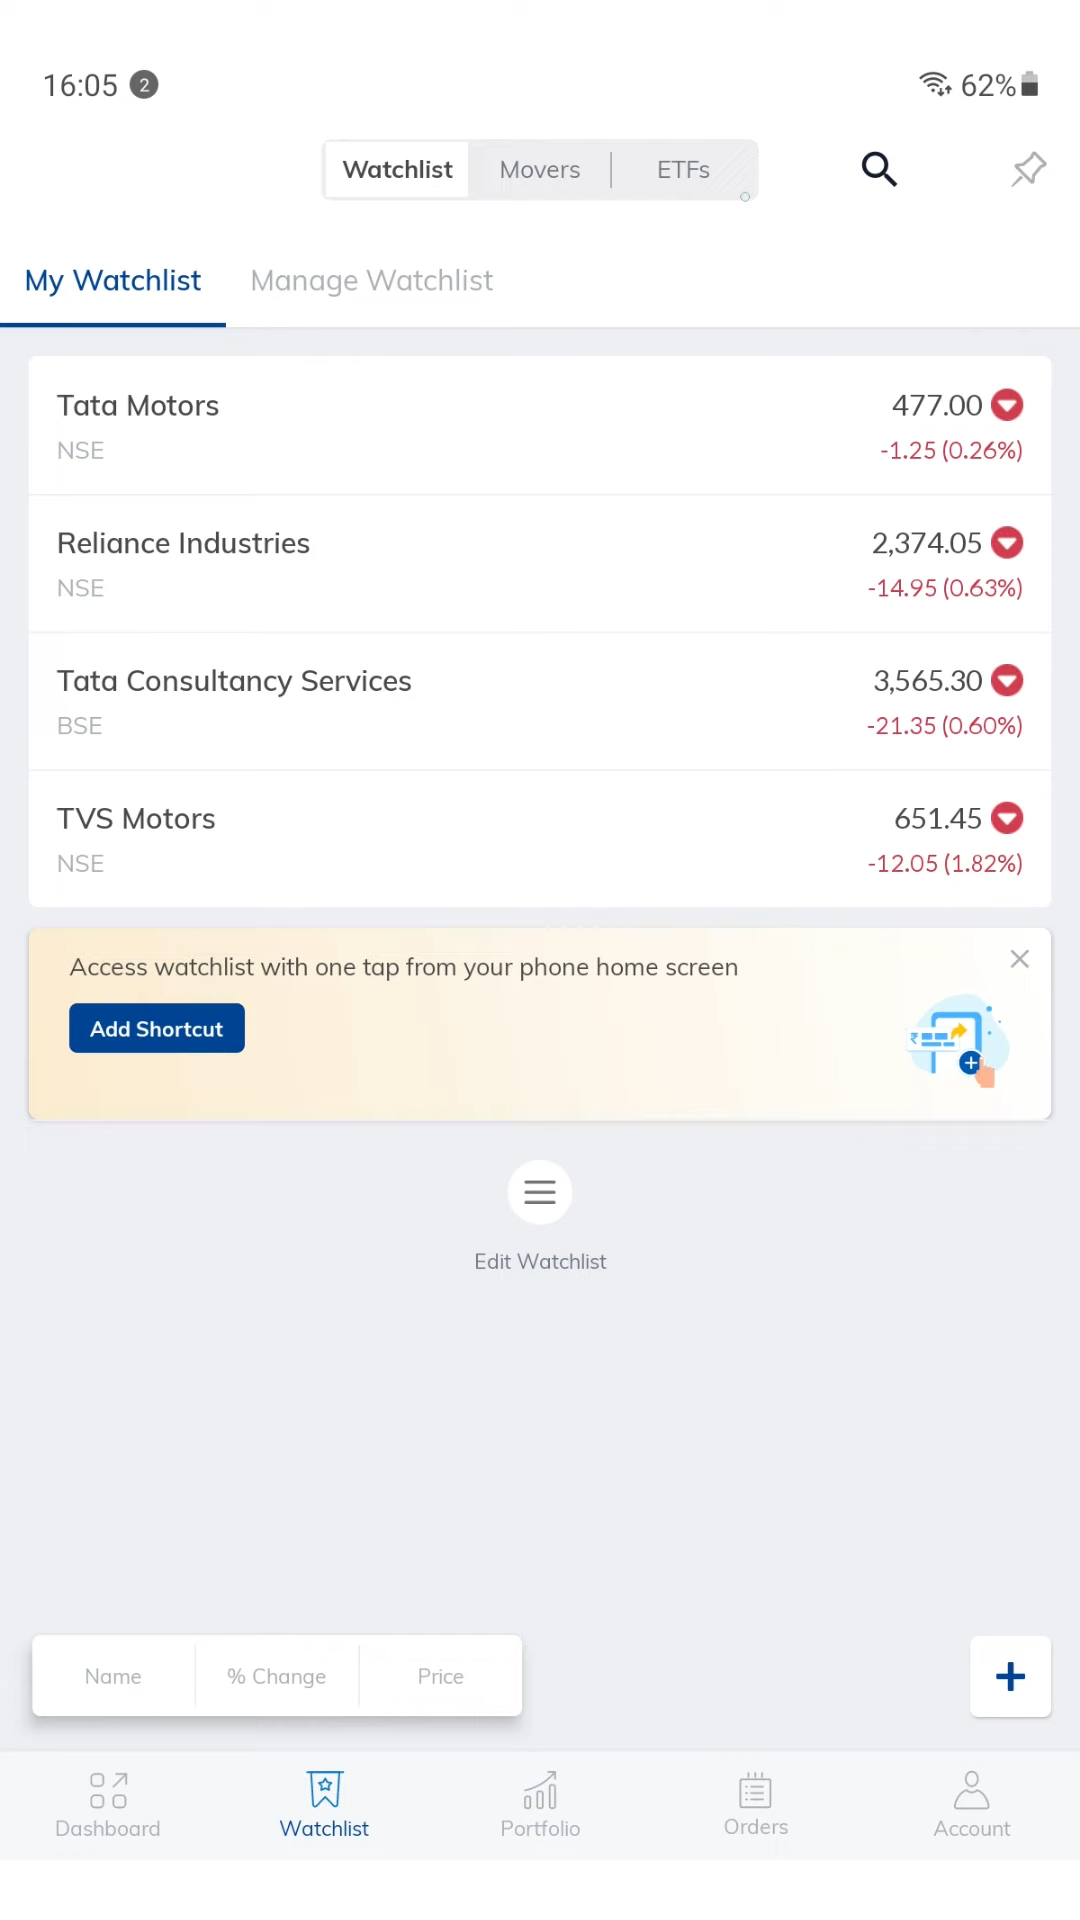 16:05 2 62%
Watchlist Movers ETFs
My Watchlist Manage Watchlist
Tata Motors 477.00
NSE -1.25 (0.26%)
Reliance Industries 2,374.05
NSE -14.95 (0.63%)
Tata Consultancy Services 3,565.30
BSE -21.35 (0.60%)
TVS Motors 651.45
NSE -12.05 (1.82%)
Access watchlist with one tap from your phone home screen
Add Shortcut
₹
Edit Watchlist
Name % Change Price
Dashboard Watchlist Portfolio Orders Account